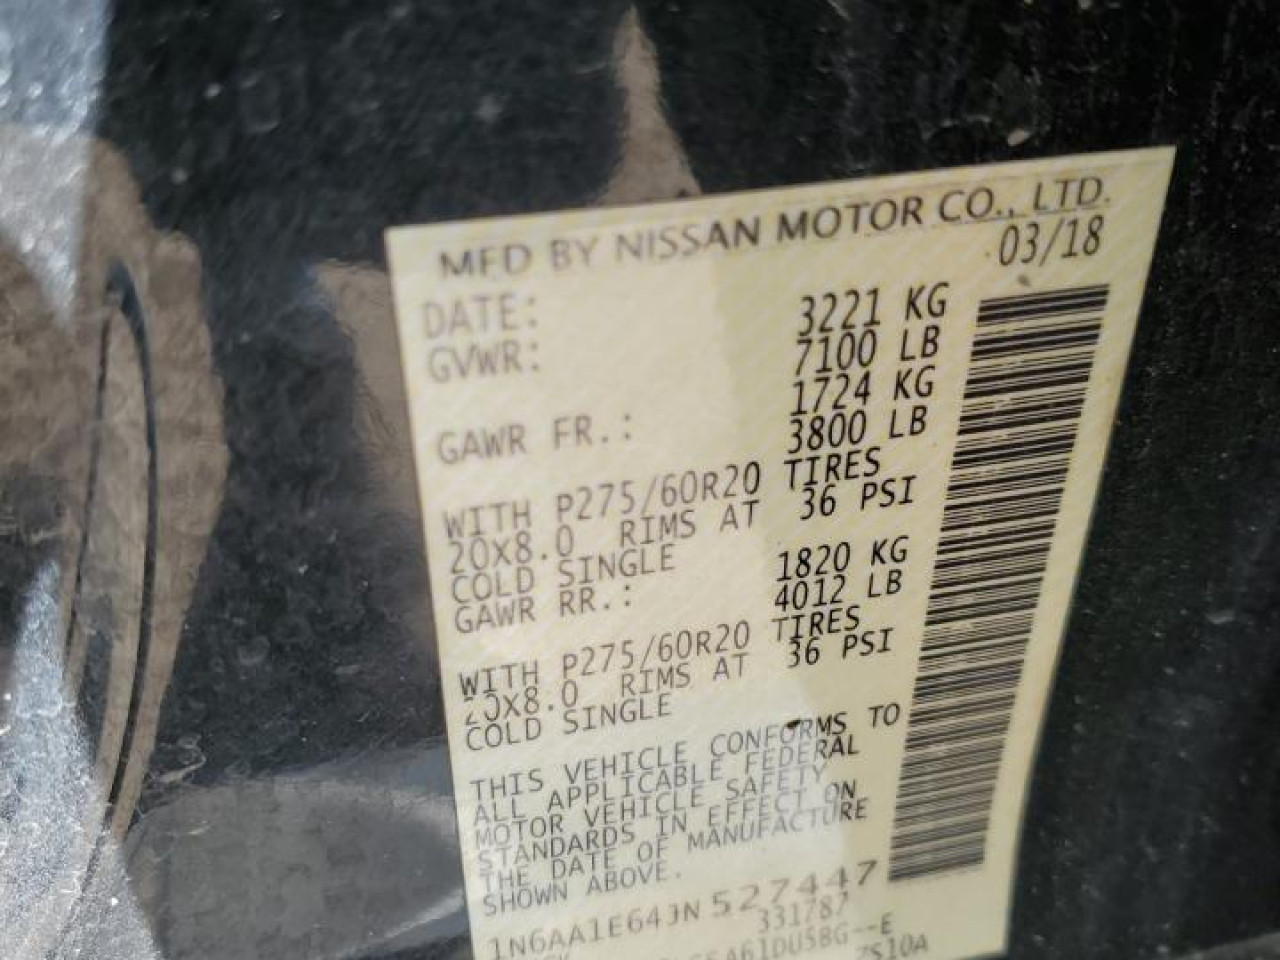 MFD BY NISSAN MOTOR CO., LTD.
DATE: 03/18
GVWR: 3221 KG
7100 LB
GAWR FR.: 1724 KG
3800 LB
WITH P275/60R20 TIRES
20X8.0 RIMS AT 36 PSI
COLD SINGLE
GAWR RR.: 1820 KG
4012 LB
WITH P275/60R20 TIRES
20X8.0 RIMS AT 36 PSI
COLD SINGLE
THIS VEHICLE CONFORMS TO
ALL APPLICABLE FEDERAL
MOTOR VEHICLE SAFETY
STANDARDS IN EFFECT ON
THE DATE OF MANUFACTURE
SHOWN ABOVE.
1N6AA1E64JN527447
331787